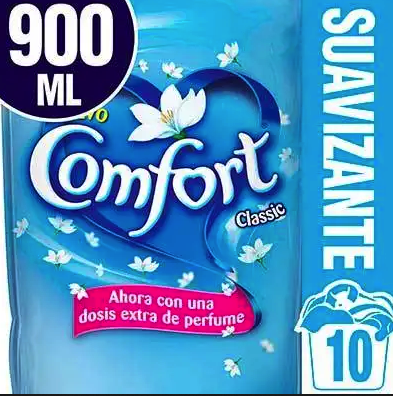 900
ML
Comfort
Classic
Ahora con una
dosis extra de perfume
SUAVIZANTE
10